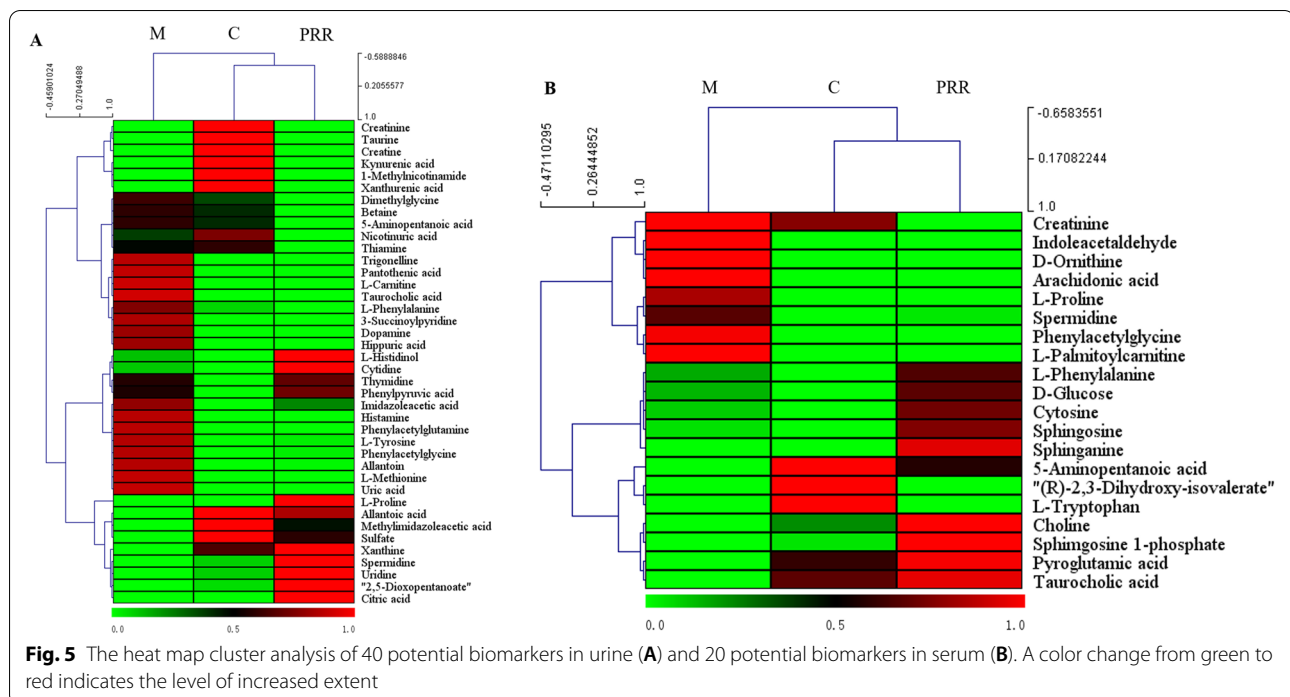 A
M C PRR
-0.5888846
0.2055577
1.0
-0.45901024
0.27049488
1.0
Creatinine
Taurine
Creatine
Kynurenic acid
1-Methylnicotinamide
Xanthurenic acid
Dimethylglycine
Betaine
5-Aminopentanoic acid
Nicotinuric acid
Thiamine
Trigonelline
Pantothenic acid
L-Carnitine
Taurocholic acid
L-Phenylalanine
3-Succinoylpyridine
Dopamine
Hippuric acid
L-Histidinol
Cytidine
Thymidine
Phenylpyruvic acid
Imidazoleacetic acid
Histamine
Phenylacetylglutamine
L-Tyrosine
Phenylacetylglycine
Allantoin
L-Methionine
Uric acid
L-Proline
Allantoic acid
Methylimidazoleacetic acid
Sulfate
Xanthine
Spermidine
Uridine
"2,5-Dioxopentanoate"
Citric acid
0.0 0.5 1.0
B
M C PRR
-0.6583551
0.17082244
1.0
-0.47110295
0.26444852
1.0
Creatinine
Indoleacetaldehyde
D-Ornithine
Arachidonic acid
L-Proline
Spermidine
Phenylacetylglycine
L-Palmitoylcarnitine
L-Phenylalanine
D-Glucose
Cytosine
Sphingosine
Sphinganine
5-Aminopentanoic acid
"(R)-2,3-Dihydroxy-isovalerate"
L-Tryptophan
Choline
Sphimgosine 1-phosphate
Pyroglutamic acid
Taurocholic acid
0.0 0.5 1.0
Fig. 5 The heat map cluster analysis of 40 potential biomarkers in urine (A) and 20 potential biomarkers in serum (B). A color change from green to
red indicates the level of increased extent